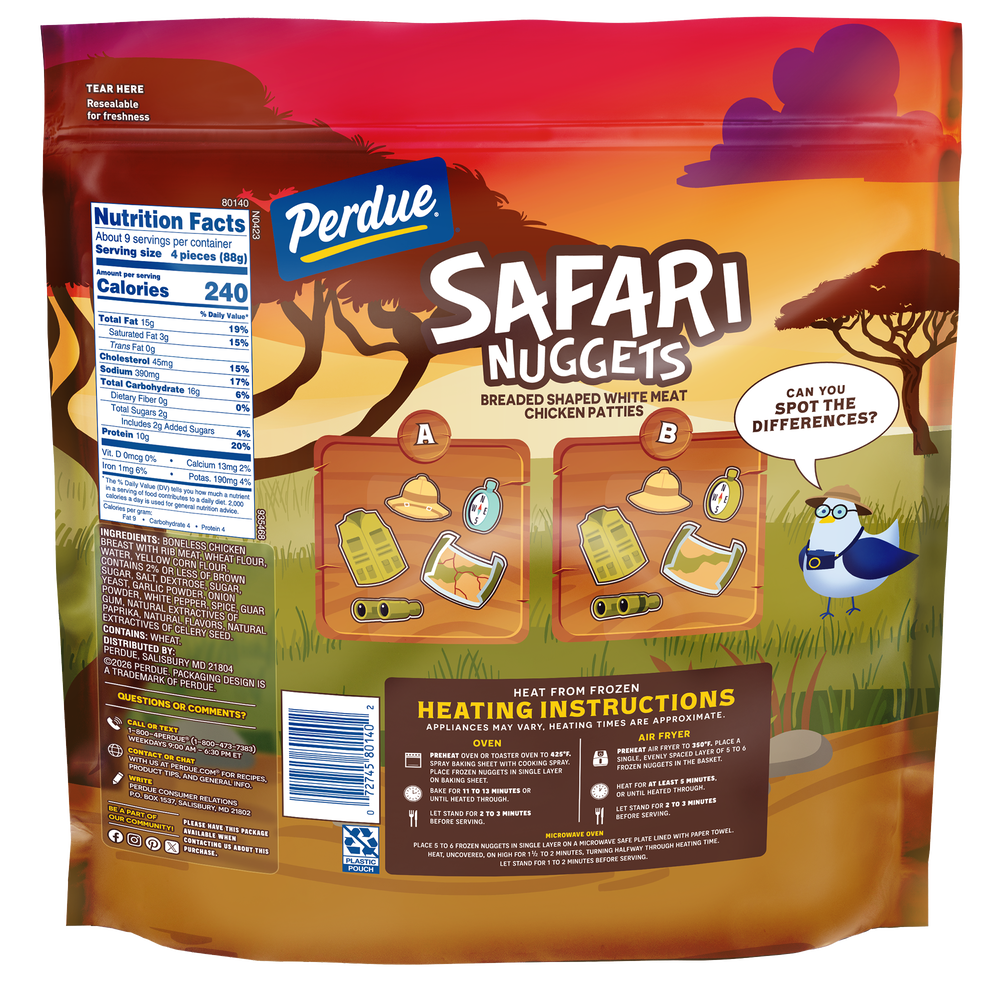 TEAR HERE
Resealable
for freshness
80140
N0423
Nutrition Facts
About 9 servings per container
Serving size 4 pieces (88g)
Amount per serving
Calories 240
% Daily Value*
Total Fat 15g 19%
Saturated Fat 3g 15%
Trans Fat 0g
Cholesterol 45mg 15%
Sodium 390mg 17%
Total Carbohydrate 16g 6%
Dietary Fiber 0g 0%
Total Sugars 2g
Includes 2g Added Sugars 4%
Protein 10g 20%
Vit. D 0mcg 0% • Calcium 13mg 2%
Iron 1mg 6% • Potas. 190mg 4%
*The % Daily Value (DV) tells you how much a nutrient
in a serving of food contributes to a daily diet. 2,000
calories a day is used for general nutrition advice.
Calories per gram:
Fat 9 • Carbohydrate 4 • Protein 4
935468
INGREDIENTS: BONELESS CHICKEN
BREAST WITH RIB MEAT, WHEAT FLOUR,
WATER, YELLOW CORN FLOUR,
CONTAINS 2% OR LESS OF BROWN
SUGAR, SALT, DEXTROSE, SUGAR,
YEAST, GARLIC POWDER, ONION
POWDER, WHITE PEPPER, SPICE, GUAR
GUM, NATURAL EXTRACTIVES OF
PAPRIKA, NATURAL FLAVORS, NATURAL
EXTRACTIVES OF CELERY SEED.
CONTAINS: WHEAT.
DISTRIBUTED BY:
PERDUE, SALISBURY MD 21804
©2026 PERDUE. PACKAGING DESIGN IS
A TRADEMARK OF PERDUE.
QUESTIONS OR COMMENTS?
CALL OR TEXT
1-800-4PERDUE® (1-800-473-7383)
WEEKDAYS 9:00 AM – 6:30 PM ET
CONTACT OR CHAT
WITH US AT PERDUE.COM® FOR RECIPES,
PRODUCT TIPS, AND GENERAL INFO.
WRITE
PERDUE CONSUMER RELATIONS
P.O. BOX 1537, SALISBURY, MD 21802
BE A PART OF
OUR COMMUNITY!
PLEASE HAVE THIS PACKAGE
AVAILABLE WHEN
CONTACTING US ABOUT THIS
PURCHASE.
Perdue®
SAFARI
NUGGETS
BREADED SHAPED WHITE MEAT
CHICKEN PATTIES
A
B
N
E
S
W
N
E
S
W
CAN YOU
SPOT THE
DIFFERENCES?
0 72745 80140 2
PLASTIC
POUCH
HEAT FROM FROZEN
HEATING INSTRUCTIONS
APPLIANCES MAY VARY, HEATING TIMES ARE APPROXIMATE.
OVEN
PREHEAT OVEN OR TOASTER OVEN TO 425°F.
SPRAY BAKING SHEET WITH COOKING SPRAY.
PLACE FROZEN NUGGETS IN SINGLE LAYER
ON BAKING SHEET.
BAKE FOR 11 TO 13 MINUTES OR
UNTIL HEATED THROUGH.
LET STAND FOR 2 TO 3 MINUTES
BEFORE SERVING.
AIR FRYER
PREHEAT AIR FRYER TO 350°F. PLACE A
SINGLE, EVENLY SPACED LAYER OF 5 TO 6
FROZEN NUGGETS IN THE BASKET.
HEAT FOR AT LEAST 5 MINUTES,
OR UNTIL HEATED THROUGH.
LET STAND FOR 2 TO 3 MINUTES
BEFORE SERVING.
MICROWAVE OVEN
PLACE 5 TO 6 FROZEN NUGGETS IN SINGLE LAYER ON A MICROWAVE SAFE PLATE LINED WITH PAPER TOWEL.
HEAT, UNCOVERED, ON HIGH FOR 1½ TO 2 MINUTES, TURNING HALFWAY THROUGH HEATING TIME.
LET STAND FOR 1 TO 2 MINUTES BEFORE SERVING.